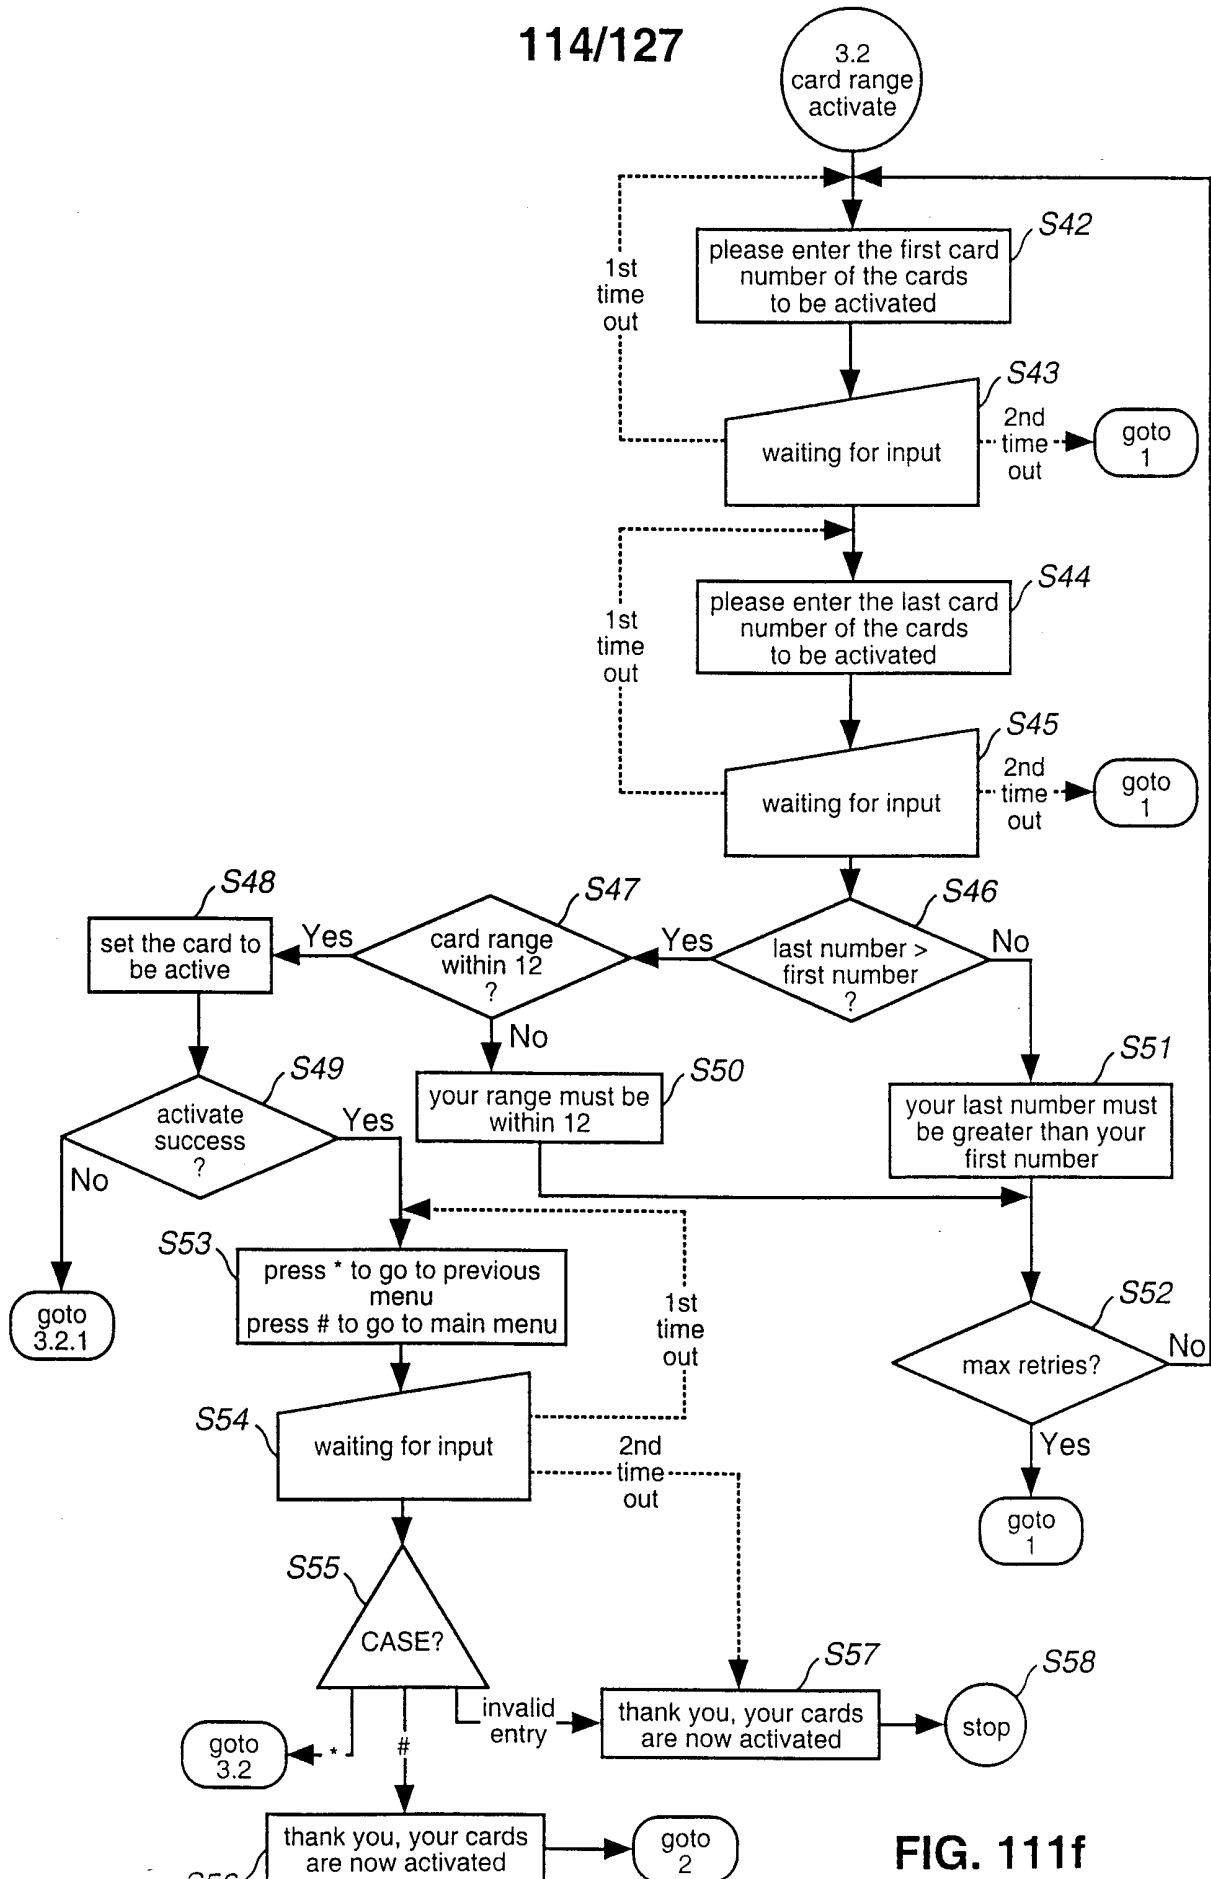 114/127
3.2
card range
activate
S42
please enter the first card
number of the cards
to be activated
1st
time
out
S43
waiting for input
2nd
time
out
goto
1
S44
please enter the last card
number of the cards
to be activated
1st
time
out
S45
waiting for input
2nd
time
out
goto
1
S48
set the card to
be active
Yes
S47
card range
within 12
?
Yes
S46
last number >
first number
?
No
No
S49
activate
success
?
Yes
No
goto
3.2.1
S50
your range must be
within 12
S51
your last number must
be greater than your
first number
S53
press * to go to previous
menu
press # to go to main menu
1st
time
out
S52
max retries?
No
Yes
goto
1
S54
waiting for input
2nd
time
out
S55
CASE?
invalid
entry
S57
thank you, your cards
are now activated
S58
stop
goto
3.2
*
#
thank you, your cards
are now activated
goto
2
FIG. 111f